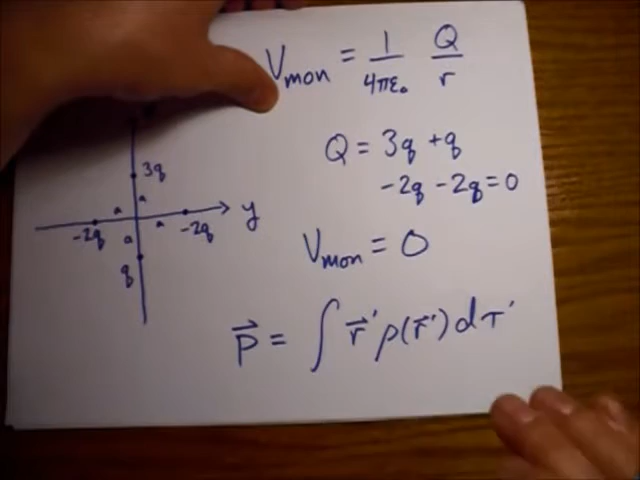 V_mon = 1/4πε₀ Q/r
Q = 3q + q
-2q - 2q = 0
V_mon = 0
p⃗ = ∫ r⃗' ρ(r⃗') dτ'
3q
a
a
y
-2q
a
a
-2q
q